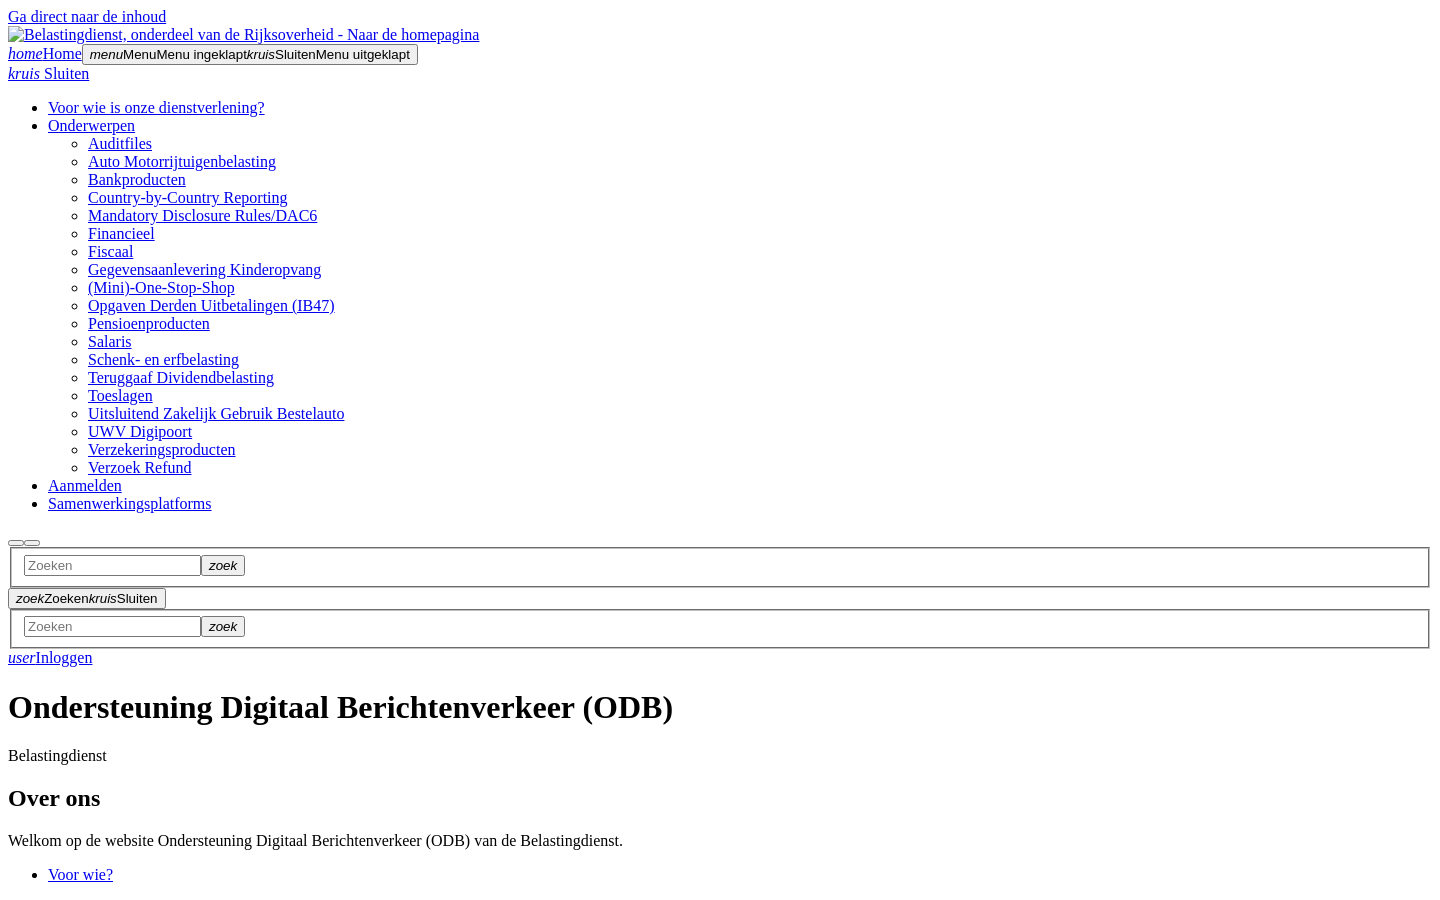 Ga direct naar de inhoud
Belastingdienst, onderdeel van de Rijksoverheid - Naar de homepagina
homeHomemenuMenuMenu ingeklaptkruisSluitenMenu uitgeklapt
kruis Sluiten
Voor wie is onze dienstverlening?
Onderwerpen
Auditfiles
Auto Motorrijtuigenbelasting
Bankproducten
Country-by-Country Reporting
Mandatory Disclosure Rules/DAC6
Financieel
Fiscaal
Gegevensaanlevering Kinderopvang
(Mini)-One-Stop-Shop
Opgaven Derden Uitbetalingen (IB47)
Pensioenproducten
Salaris
Schenk- en erfbelasting
Teruggaaf Dividendbelasting
Toeslagen
Uitsluitend Zakelijk Gebruik Bestelauto
UWV Digipoort
Verzekeringsproducten
Verzoek Refund
Aanmelden
Samenwerkingsplatforms
Zoeken zoek
zoekZoekenkruisSluiten
Zoeken zoek
userInloggen
Ondersteuning Digitaal Berichtenverkeer (ODB)
Belastingdienst
Over ons
Welkom op de website Ondersteuning Digitaal Berichtenverkeer (ODB) van de Belastingdienst.
Voor wie?